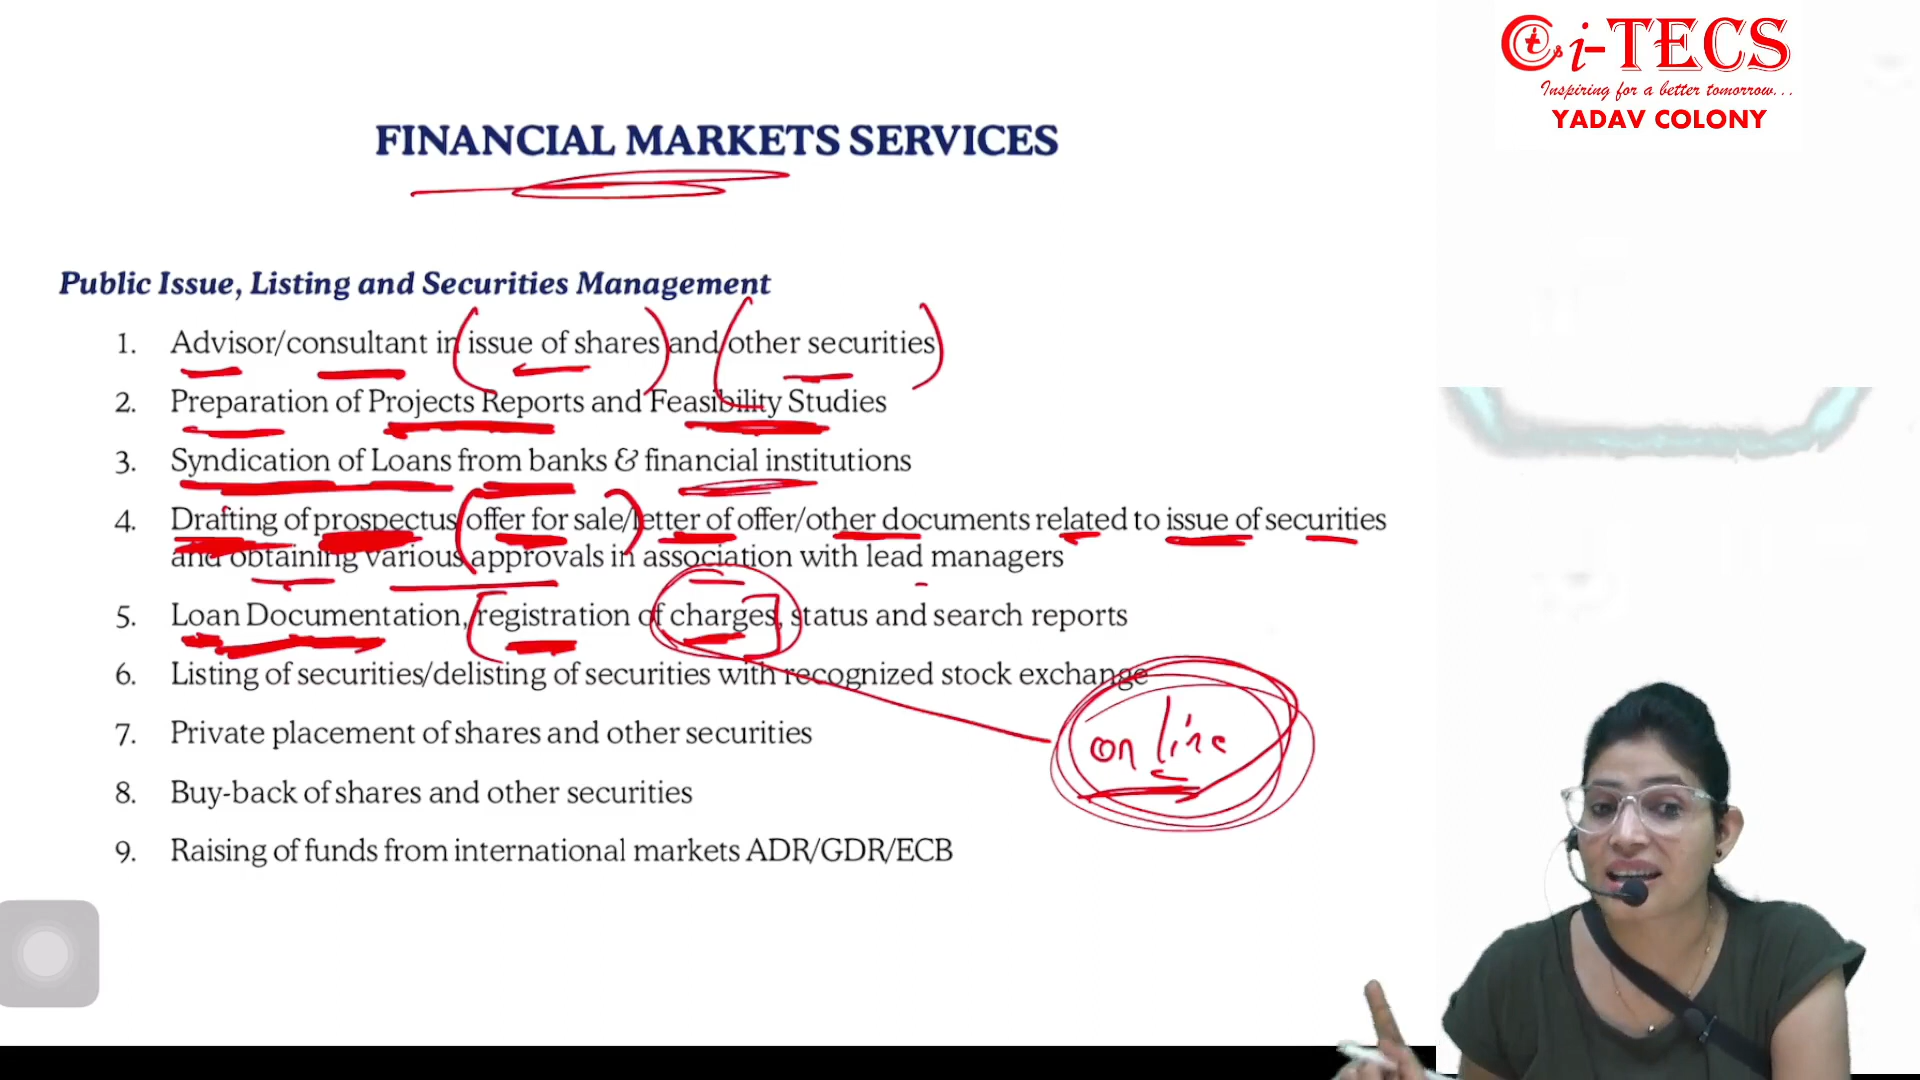 i-TECS
Inspiring for a better tomorrow...
YADAV COLONY
FINANCIAL MARKETS SERVICES
Public Issue, Listing and Securities Management
1. Advisor/consultant in issue of shares and other securities
2. Preparation of Projects Reports and Feasibility Studies
3. Syndication of Loans from banks & financial institutions
4. Drafting of prospectus/offer for sale/letter of offer/other documents related to issue of securities
and obtaining various approvals in association with lead managers
5. Loan Documentation, registration of charges, status and search reports
6. Listing of securities/delisting of securities with recognized stock exchange
on line
7. Private placement of shares and other securities
8. Buy-back of shares and other securities
9. Raising of funds from international markets ADR/GDR/ECB